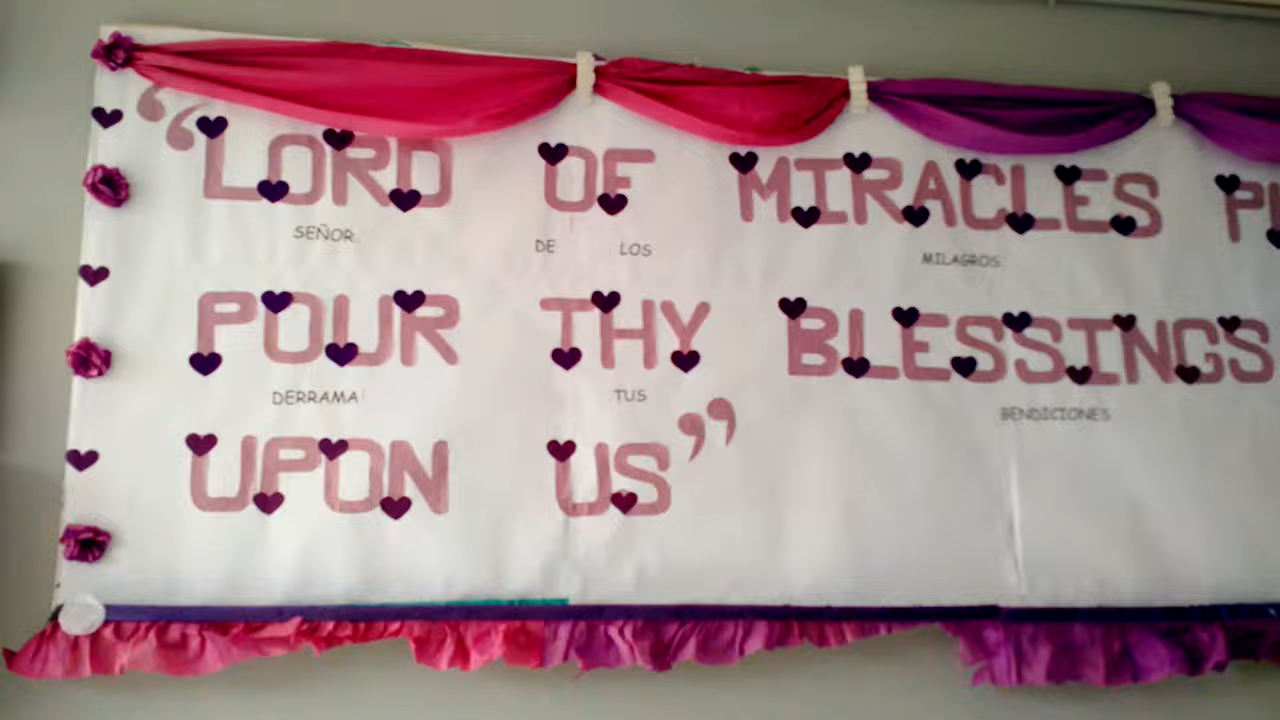 “LORD OF MIRACLES
SEÑOR DE LOS MILAGROS
POUR THY BLESSINGS
DERRAMA TUS BENDICIONES
UPON US”